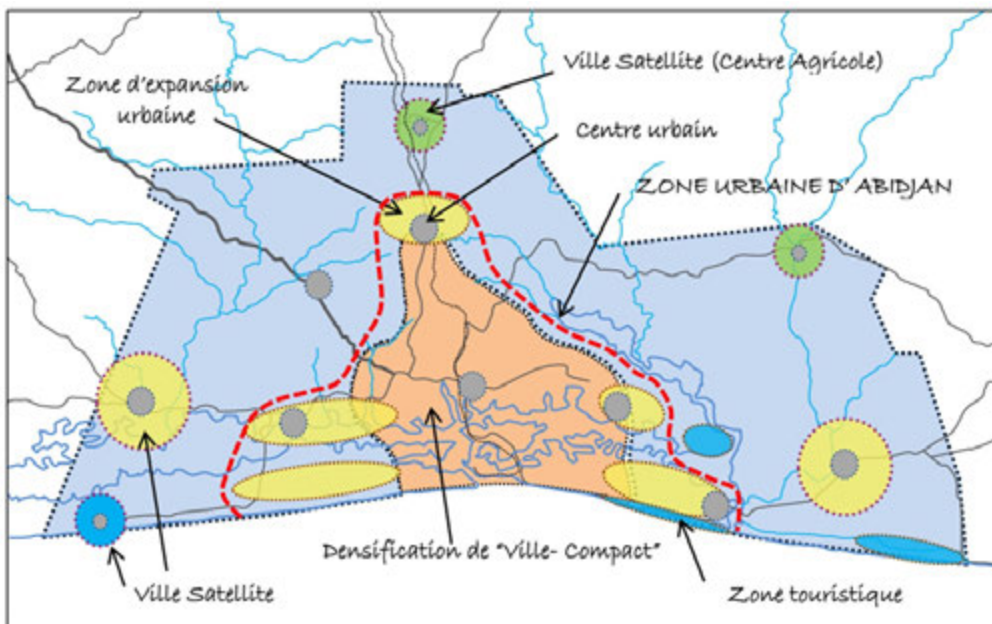 Ville Satellite (Centre Agricole)
Zone d'expansion
urbaine
Centre urbain
ZONE URBAINE D' ABIDJAN
Densification de "Ville- Compact"
Ville Satellite
Zone touristique